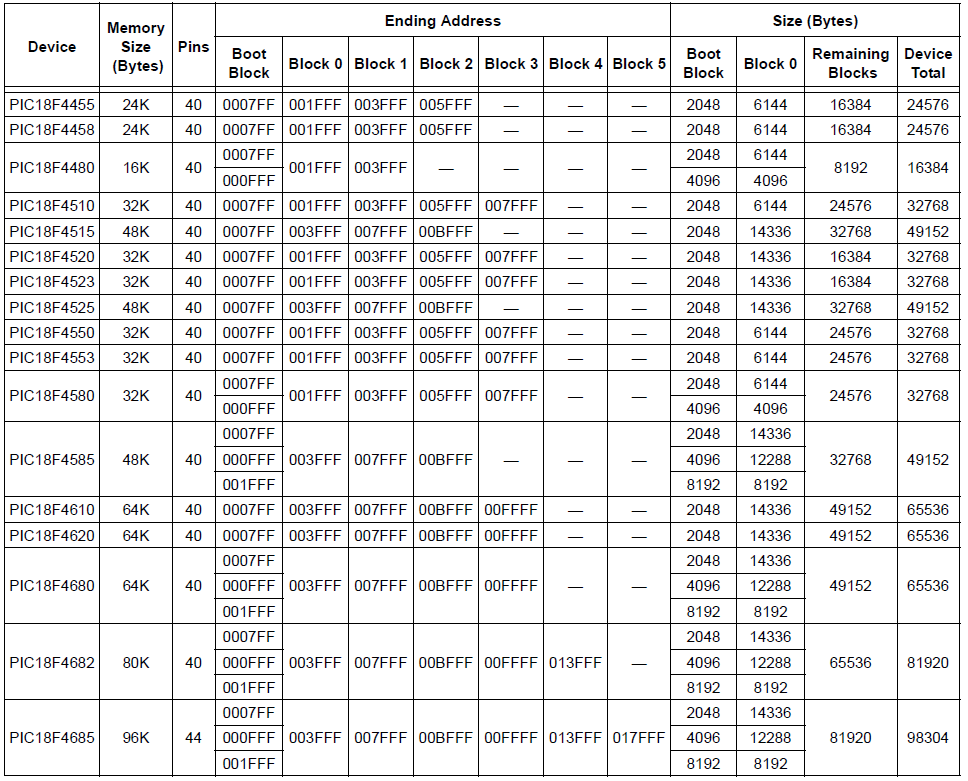 Device Memory Size (Bytes) Pins Ending Address Size (Bytes)
Boot Block Block 0 Block 1 Block 2 Block 3 Block 4 Block 5 Boot Block Block 0 Remaining Blocks Device Total
PIC18F4455 24K 40 0007FF 001FFF 003FFF 005FFF — — — 2048 6144 16384 24576
PIC18F4458 24K 40 0007FF 001FFF 003FFF 005FFF — — — 2048 6144 16384 24576
PIC18F4480 16K 40 0007FF 001FFF 003FFF — — — — 2048 6144 8192 16384
000FFF 4096 4096
PIC18F4510 32K 40 0007FF 001FFF 003FFF 005FFF 007FFF — — 2048 6144 24576 32768
PIC18F4515 48K 40 0007FF 003FFF 007FFF 00BFFF — — — 2048 14336 32768 49152
PIC18F4520 32K 40 0007FF 001FFF 003FFF 005FFF 007FFF — — 2048 14336 16384 32768
PIC18F4523 32K 40 0007FF 001FFF 003FFF 005FFF 007FFF — — 2048 14336 16384 32768
PIC18F4525 48K 40 0007FF 003FFF 007FFF 00BFFF — — — 2048 14336 32768 49152
PIC18F4550 32K 40 0007FF 001FFF 003FFF 005FFF 007FFF — — 2048 6144 24576 32768
PIC18F4553 32K 40 0007FF 001FFF 003FFF 005FFF 007FFF — — 2048 6144 24576 32768
PIC18F4580 32K 40 0007FF 001FFF 003FFF 005FFF 007FFF — — 2048 6144 24576 32768
000FFF 4096 4096
PIC18F4585 48K 40 0007FF 003FFF 007FFF 00BFFF — — — 2048 14336 32768 49152
000FFF 4096 12288
001FFF 8192 8192
PIC18F4610 64K 40 0007FF 003FFF 007FFF 00BFFF 00FFFF — — 2048 14336 49152 65536
PIC18F4620 64K 40 0007FF 003FFF 007FFF 00BFFF 00FFFF — — 2048 14336 49152 65536
PIC18F4680 64K 40 0007FF 003FFF 007FFF 00BFFF 00FFFF — — 2048 14336 49152 65536
000FFF 4096 12288
001FFF 8192 8192
PIC18F4682 80K 40 0007FF 003FFF 007FFF 00BFFF 00FFFF 013FFF — 2048 14336 65536 81920
000FFF 4096 12288
001FFF 8192 8192
PIC18F4685 96K 44 0007FF 003FFF 007FFF 00BFFF 00FFFF 013FFF 017FFF 2048 14336 81920 98304
000FFF 4096 12288
001FFF 8192 8192